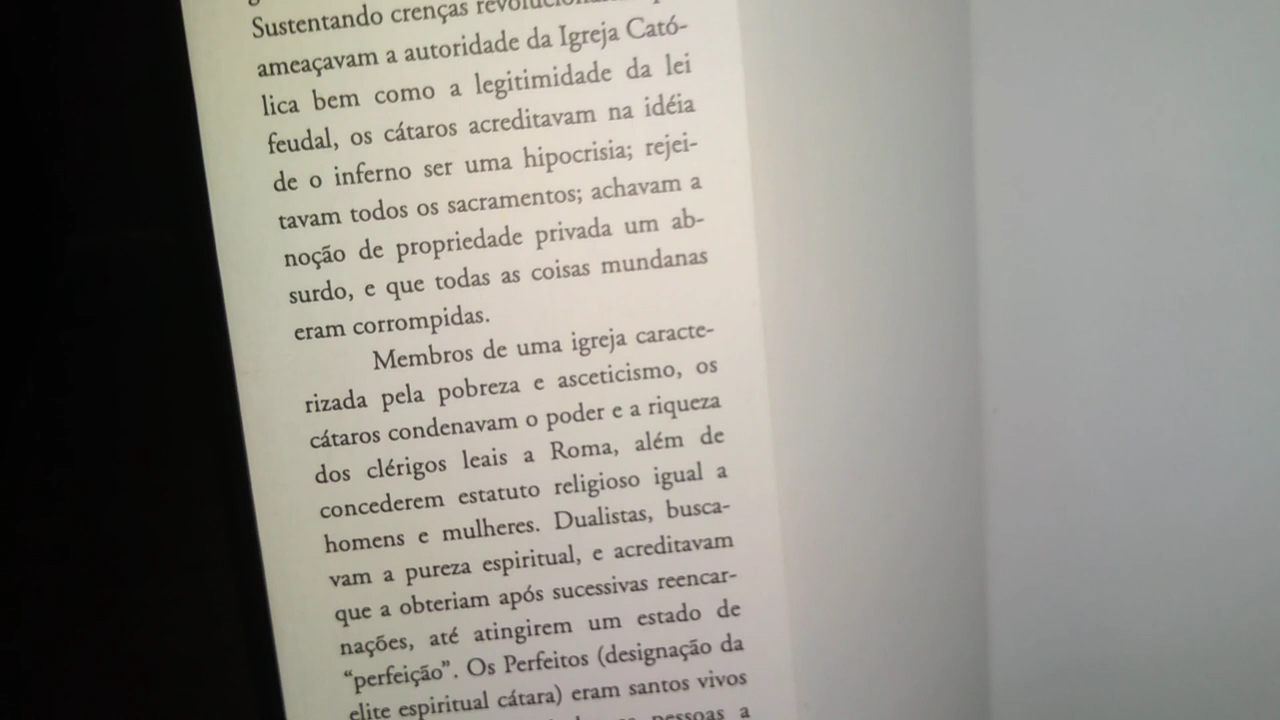 Sustentando crenças
ameaçavam a autoridade da Igreja Cató-
lica bem como a legitimidade da lei
feudal, os cátaros acreditavam na idéia
de o inferno ser uma hipocrisia; rejei-
tavam todos os sacramentos; achavam a
noção de propriedade privada um ab-
surdo, e que todas as coisas mundanas
eram corrompidas.
Membros de uma igreja caracte-
rizada pela pobreza e asceticismo, os
cátaros condenavam o poder e a riqueza
dos clérigos leais a Roma, além de
concederem estatuto religioso igual a
homens e mulheres. Dualistas, busca-
vam a pureza espiritual, e acreditavam
que a obteriam após sucessivas reencar-
nações, até atingirem um estado de
“perfeição”. Os Perfeitos (designação da
elite espiritual cátara) eram santos vivos
pessoas a